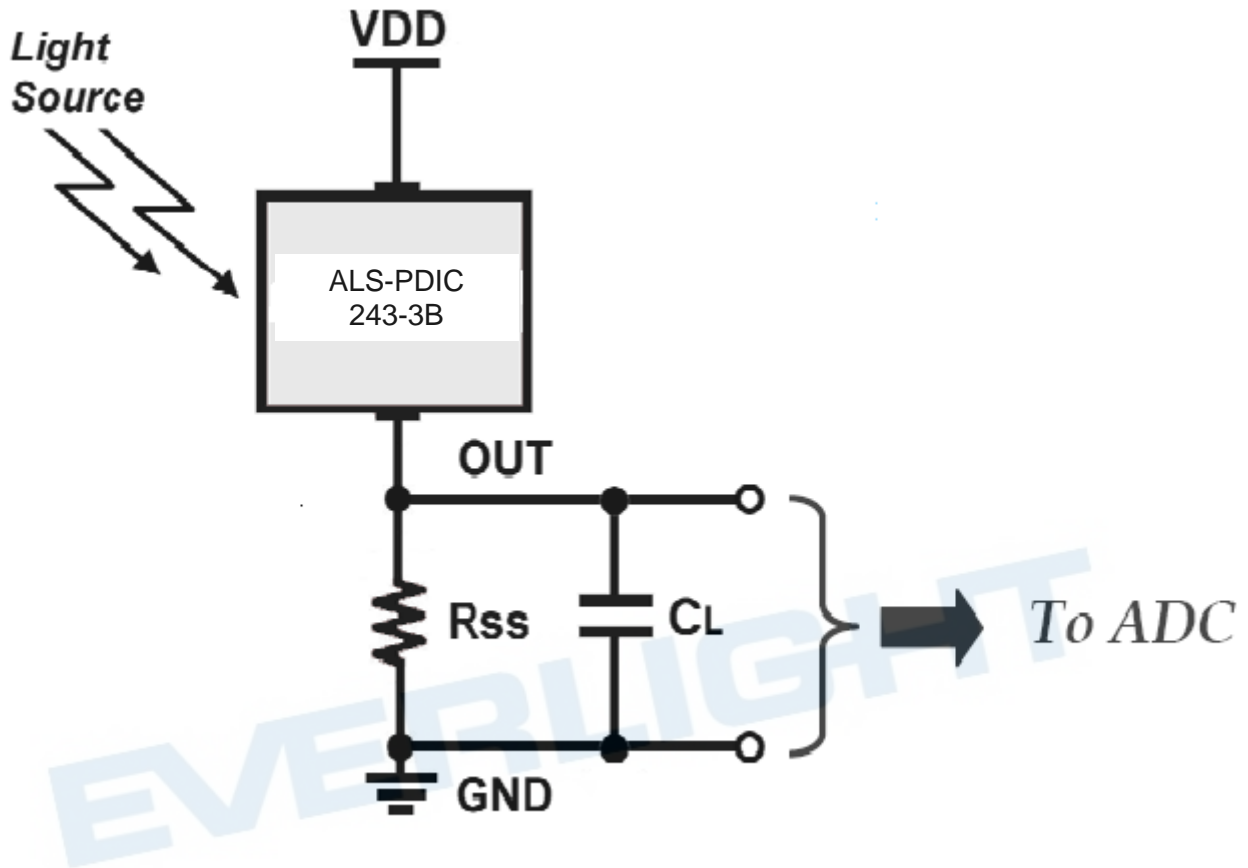 Light
Source
VDD
ALS-PDIC
243-3B
OUT
Rss
CL
To ADC
GND
EVERLIGHT